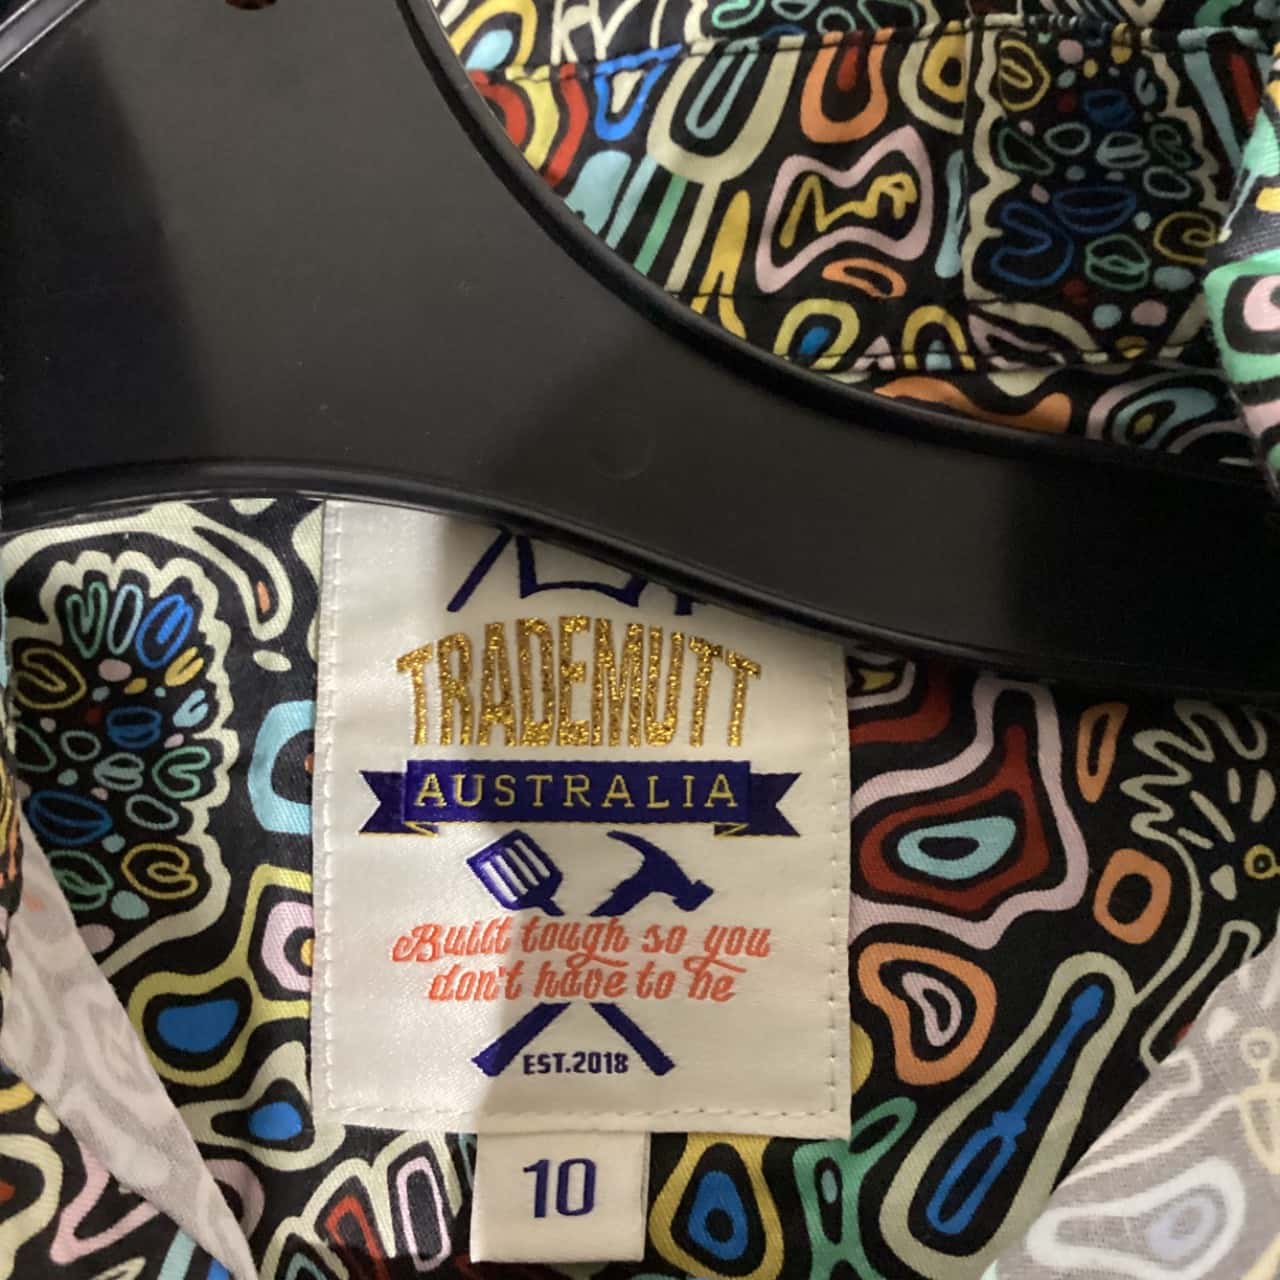 TRADEMUTT
AUSTRALIA
Built tough so you
don't have to be
EST.2018
10